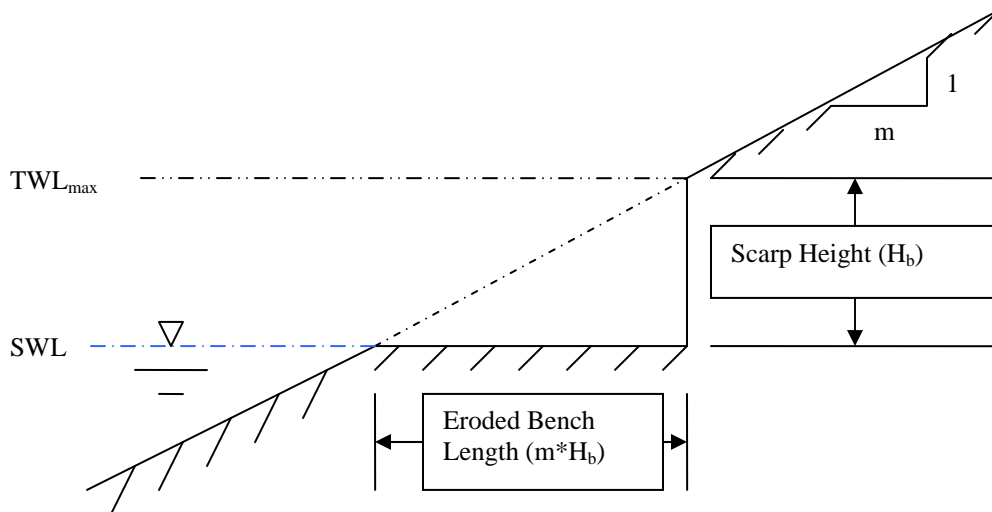 1
m
TWLmax
Scarp Height (Hb)
SWL
Eroded Bench
Length (m*Hb)